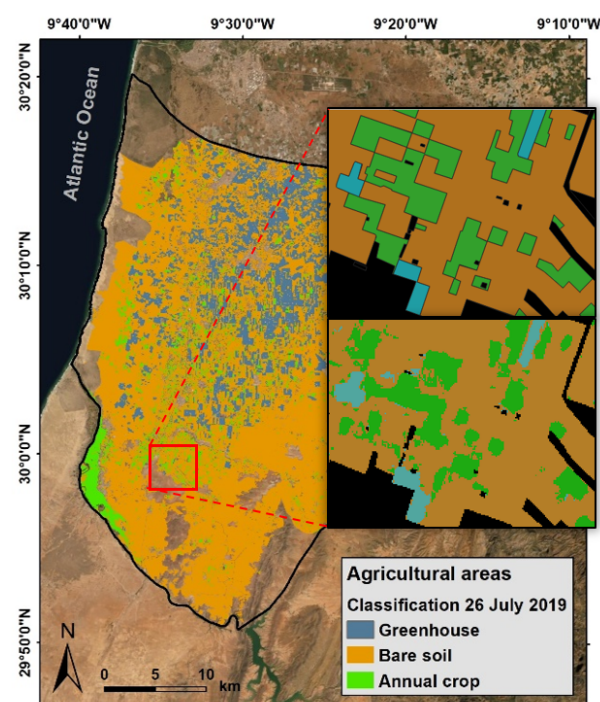 9°40'0"W 9°30'0"W 9°20'0"W 9°10'0"W
30°20'0"N
Atlantic Ocean
30°10'0"N
30°0'0"N
29°50'0"N
Agricultural areas
Classification 26 July 2019
Greenhouse
Bare soil
Annual crop
N
0 5 10
km